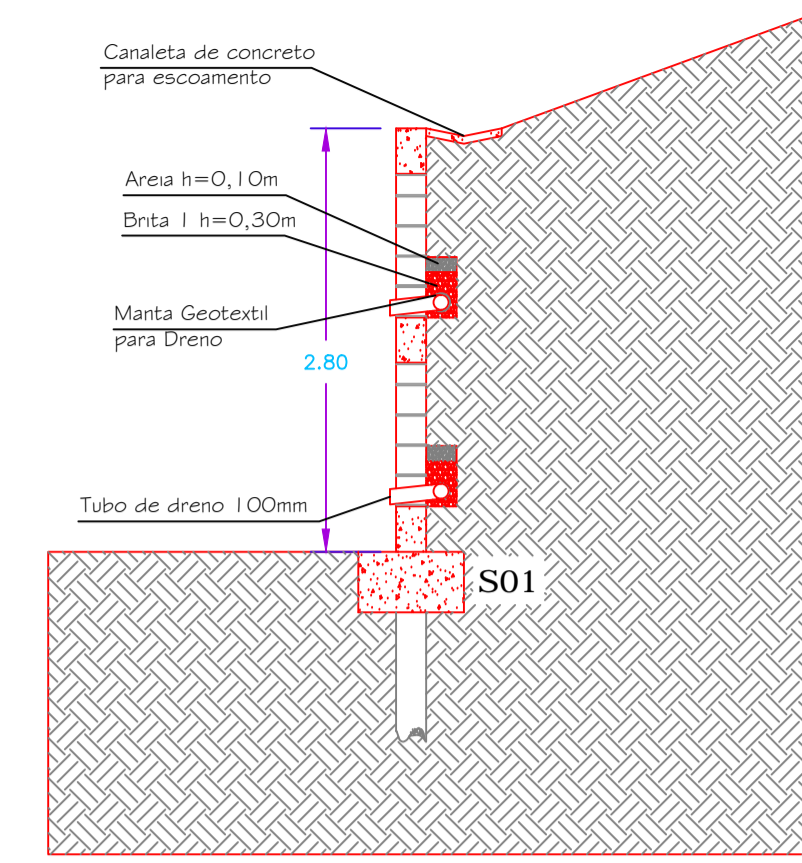 Canaleta de concreto
para escoamento
Areia h=0,10m
Brita 1 h=0,30m
Manta Geotextil
para Dreno
2.80
Tubo de dreno 100mm
S01